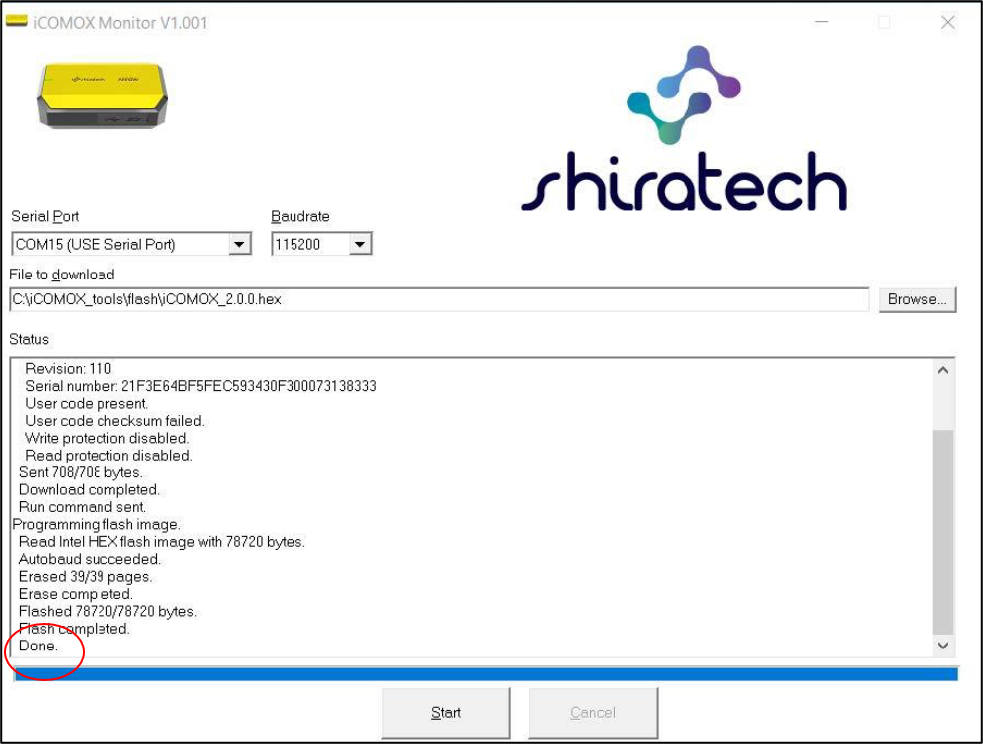 iCOMOX Monitor V1.001
shiratech
Serial Port
Baudrate
COM15 (USE Serial Port)
115200
File to download
C:\iCOMOX_tools\flash\iCOMOX_2.0.0.hex
Browse...
Status
Revision: 110
Serial number: 21F3E64BF5FEC593430F300073138333
User code present.
User code checksum failed.
Write protection disabled.
Read protection disabled.
Sent 708/708 bytes.
Download completed.
Run command sent.
Programming flash image.
Read Intel HEX flash image with 78720 bytes.
Autobaud succeeded.
Erased 39/39 pages.
Erase completed.
Flashed 78720/78720 bytes.
Flash completed.
Done.
Start
Cancel